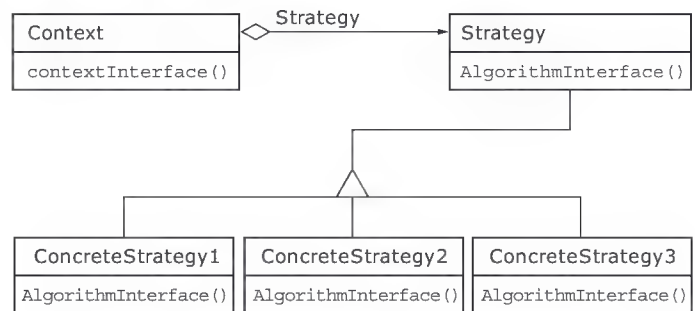 Context
Strategy
Strategy
contextInterface()
AlgorithmInterface()
ConcreteStrategy1
ConcreteStrategy2
ConcreteStrategy3
AlgorithmInterface()
AlgorithmInterface()
AlgorithmInterface()